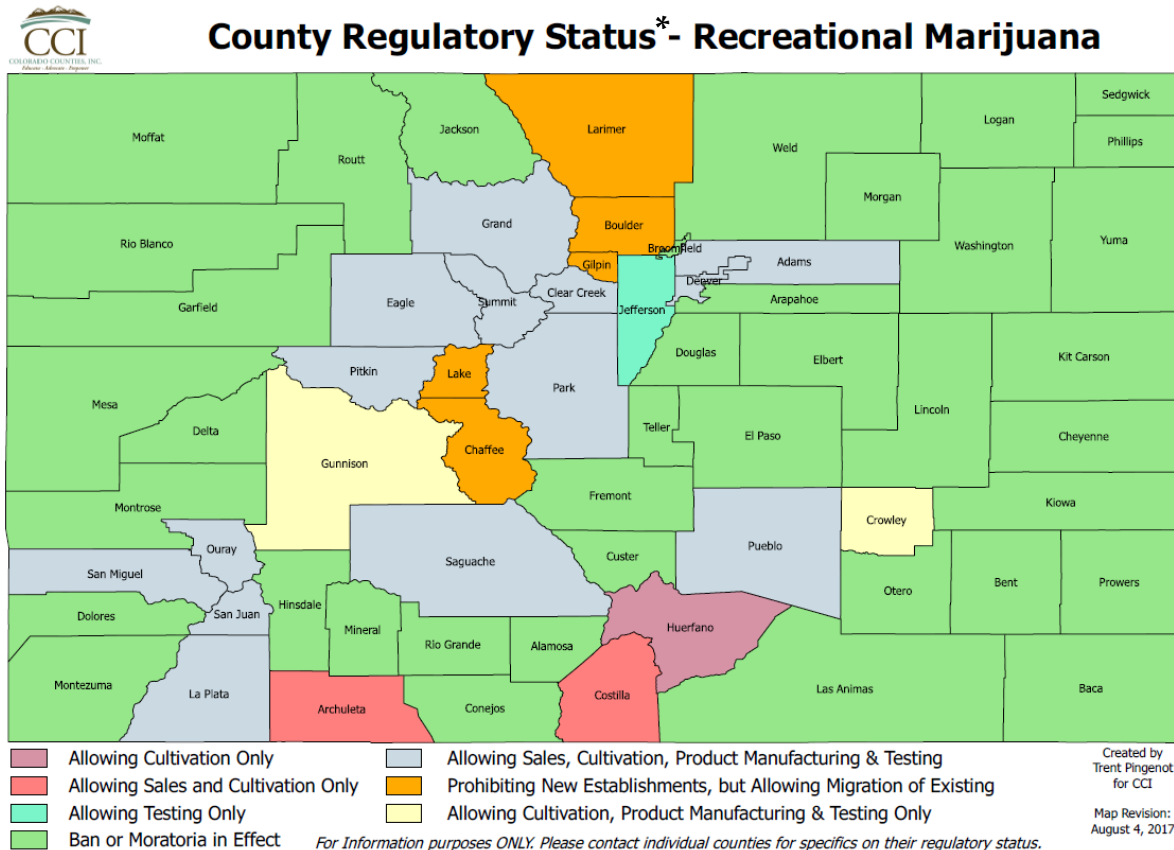 CCI
COLORADO COUNTIES, INC.
Educate - Advocate - Empower
County Regulatory Status*- Recreational Marijuana
Sedgwick
Logan
Moffat
Jackson
Larimer
Phillips
Weld
Routt
Morgan
Grand
Boulder
Rio Blanco
Broomfield
Washington
Yuma
Gilpin
Adams
Denver
Clear Creek
Eagle
Summit
Arapahoe
Garfield
Jefferson
Douglas
Elbert
Kit Carson
Pitkin
Lake
Park
Mesa
Lincoln
Delta
Teller
El Paso
Cheyenne
Gunnison
Chaffee
Fremont
Kiowa
Montrose
Crowley
Ouray
Pueblo
Saguache
Custer
San Miguel
Bent
Prowers
Otero
Hinsdale
Dolores
San Juan
Mineral
Huerfano
Rio Grande
Alamosa
Montezuma
La Plata
Costilla
Las Animas
Baca
Archuleta
Conejos
Allowing Cultivation Only
Allowing Sales and Cultivation Only
Allowing Testing Only
Ban or Moratoria in Effect
Allowing Sales, Cultivation, Product Manufacturing & Testing
Prohibiting New Establishments, but Allowing Migration of Existing
Allowing Cultivation, Product Manufacturing & Testing Only
For Information purposes ONLY. Please contact individual counties for specifics on their regulatory status.
Created by
Trent Pingenot
for CCI
Map Revision:
August 4, 2017